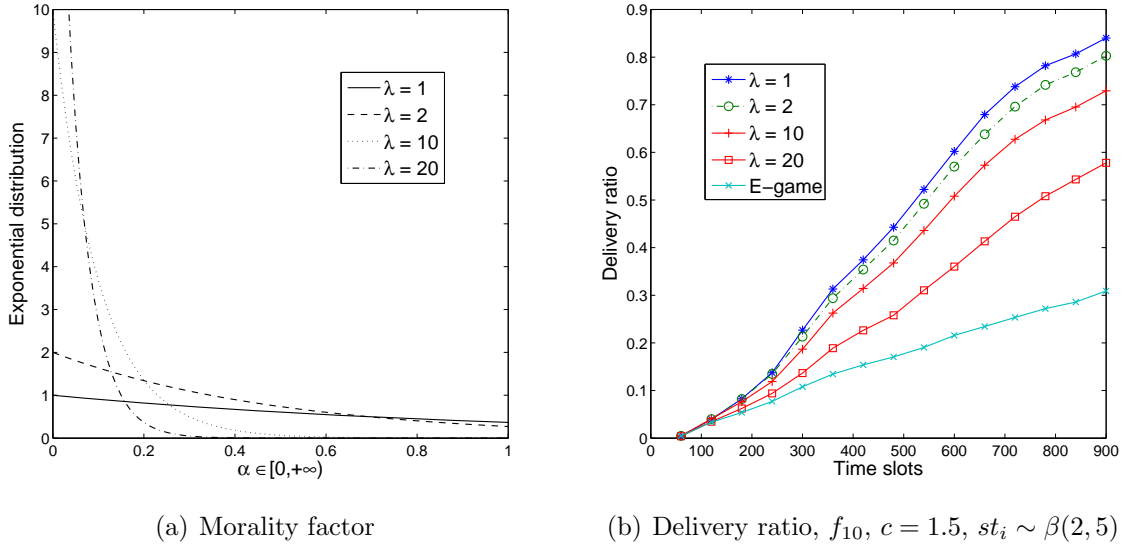 10
9
8
7
6
5
4
3
2
1
0
Exponential distribution
λ = 1
λ = 2
λ = 10
λ = 20
0 0.2 0.4 0.6 0.8 1
α ∈[0,+∞)
(a) Morality factor
0.9
0.8
0.7
0.6
0.5
0.4
0.3
0.2
0.1
0
Delivery ratio
λ = 1
λ = 2
λ = 10
λ = 20
E−game
0 100 200 300 400 500 600 700 800 900
Time slots
(b) Delivery ratio, f₁₀, c = 1.5, stᵢ ∼ β(2, 5)